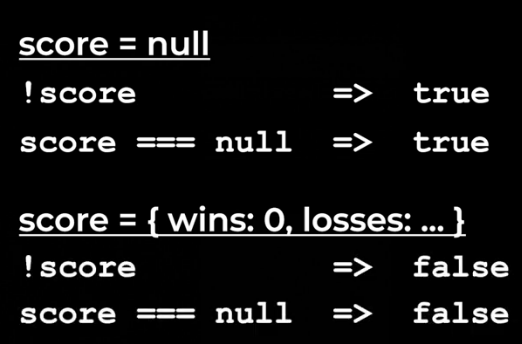 score = null
!score => true
score === null => true
score = { wins: 0, losses: ... }
!score => false
score === null => false